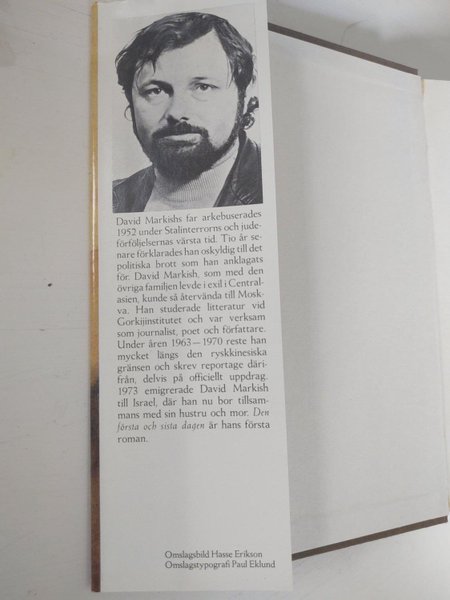 David Markishs far arkebuserades
1952 under Stalinterrorns och jude-
förföljelsernas värsta tid. Tio år se-
nare förklarades han oskyldig till det
politiska brott som han anklagats
för. David Markish, som med den
övriga familjen levde i exil i Central-
asien, kunde så återvända till Mosk-
va. Han studerade litteratur vid
Gorkijinstitutet och var verksam
som journalist, poet och författare.
Under åren 1963—1970 reste han
mycket längs den ryskkinesiska
gränsen och skrev reportage däri-
från, delvis på officiellt uppdrag.
1973 emigrerade David Markish
till Israel, där han nu bor tillsam-
mans med sin hustru och mor. Den
första och sista dagen är hans första
roman.
Omslagsbild Hasse Erikson
Omslagstypografi Paul Eklund